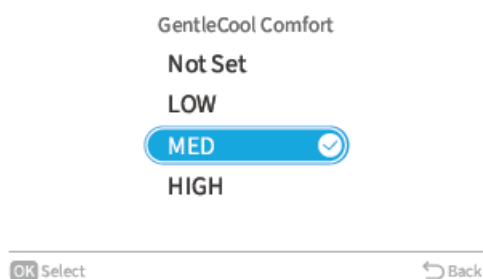 GentleCool Comfort
Not Set
LOW
MED
HIGH
OK Select
Back